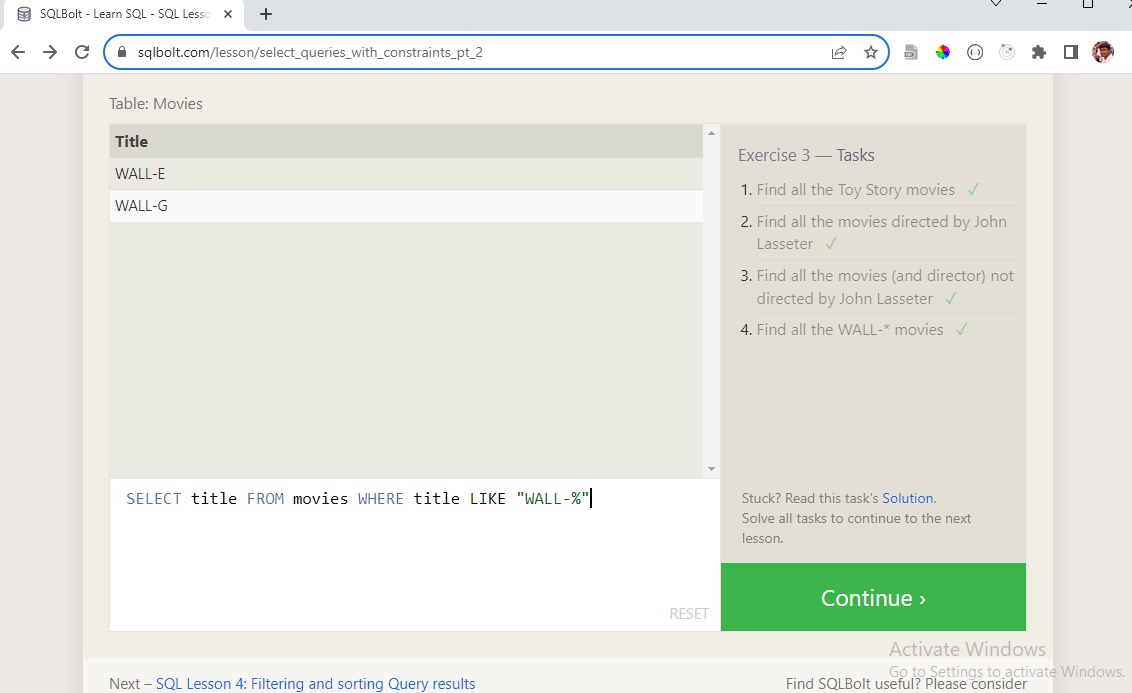 SQLBolt - Learn SQL - SQL Lesso
sqlbolt.com/lesson/select_queries_with_constraints_pt_2
Table: Movies
Title
WALL-E
WALL-G
Exercise 3 — Tasks
1. Find all the Toy Story movies ✓
2. Find all the movies directed by John
Lasseter ✓
3. Find all the movies (and director) not
directed by John Lasseter ✓
4. Find all the WALL-* movies ✓
SELECT title FROM movies WHERE title LIKE "WALL-%"
RESET
Stuck? Read this task's Solution.
Solve all tasks to continue to the next
lesson.
Continue ›
Activate Windows
Go to Settings to activate Windows.
Next – SQL Lesson 4: Filtering and sorting Query results
Find SQLBolt useful? Please consider